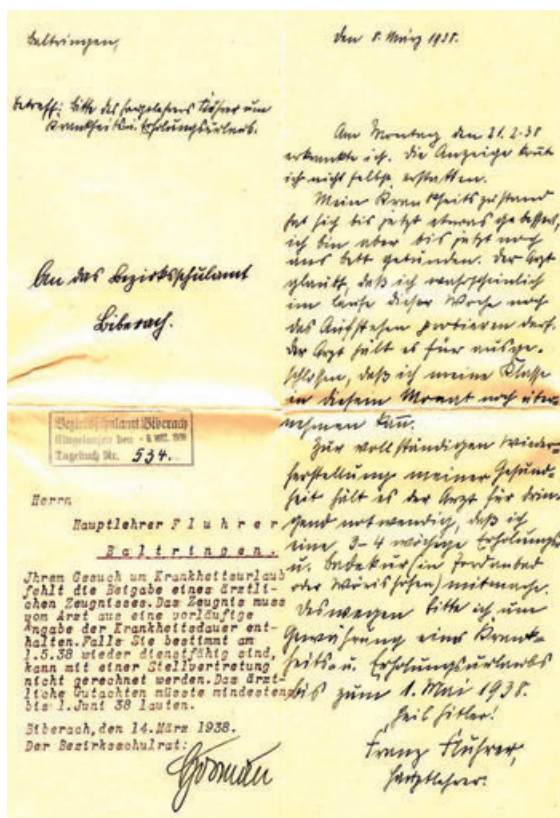 Baltringen,
den 8. März 1938.
Betreff: Bitte des Hauptlehrers Fluhrer um
Krankheits u. Erholungsurlaub.
An das Bezirksschulamt
Biberach.
Bezirksschulamt Biberach
Eingelangen den - 9. MRZ. 1938
Tagebuch Nr. 534.
Am Montag den 21.2.38
erkrankte ich. Die Anzeige konnte
ich nicht selbst erstatten.
Mein Krankheitszustand
hat sich bis jetzt etwas gebessert,
ich bin aber bis jetzt noch
ans Bett gebunden. Der Arzt
glaubt, daß ich wahrscheinlich
im Laufe dieser Woche noch
das Aufstehen probieren darf.
Der Arzt hält es für ausge-
schlossen, daß ich meine Klasse
in diesem Monat noch über-
nehmen kann.
Zur vollständigen Wieder-
herstellung meiner Gesund-
heit hält es der Arzt für drin-
gend notwendig, daß ich
eine 3-4 wöchige Erholungs
u. Badekur (in Jordanbad
oder Wörishofen) mitmache.
Deswegen bitte ich um
Gewährung eines Krank-
heits- u. Erholungsurlaubs
bis zum 1. Mai 1938.
Heil Hitler!
Franz Fluhrer,
Hauptlehrer.
Herrn
Hauptlehrer Fluhrer
Baltringen.
Jhrem Gesuch um Krankheitsurlaub
fehlt die Beigabe eines ärztli-
chen Zeugnisses. Das Zeugnis muss
vom Arzt aus eine vorläufige
Angabe der Krankheitsdauer ent-
halten. Falls Sie bestimmt am
1.5.38 wieder dienstfähig sind,
kann mit einer Stellvertretung
nicht gerechnet werden. Das ärzt-
liche Gutachten müsste mindestens
bis 1. Juni 38 lauten.
Biberach, den 14. März 1938.
Der Bezirksschulrat: